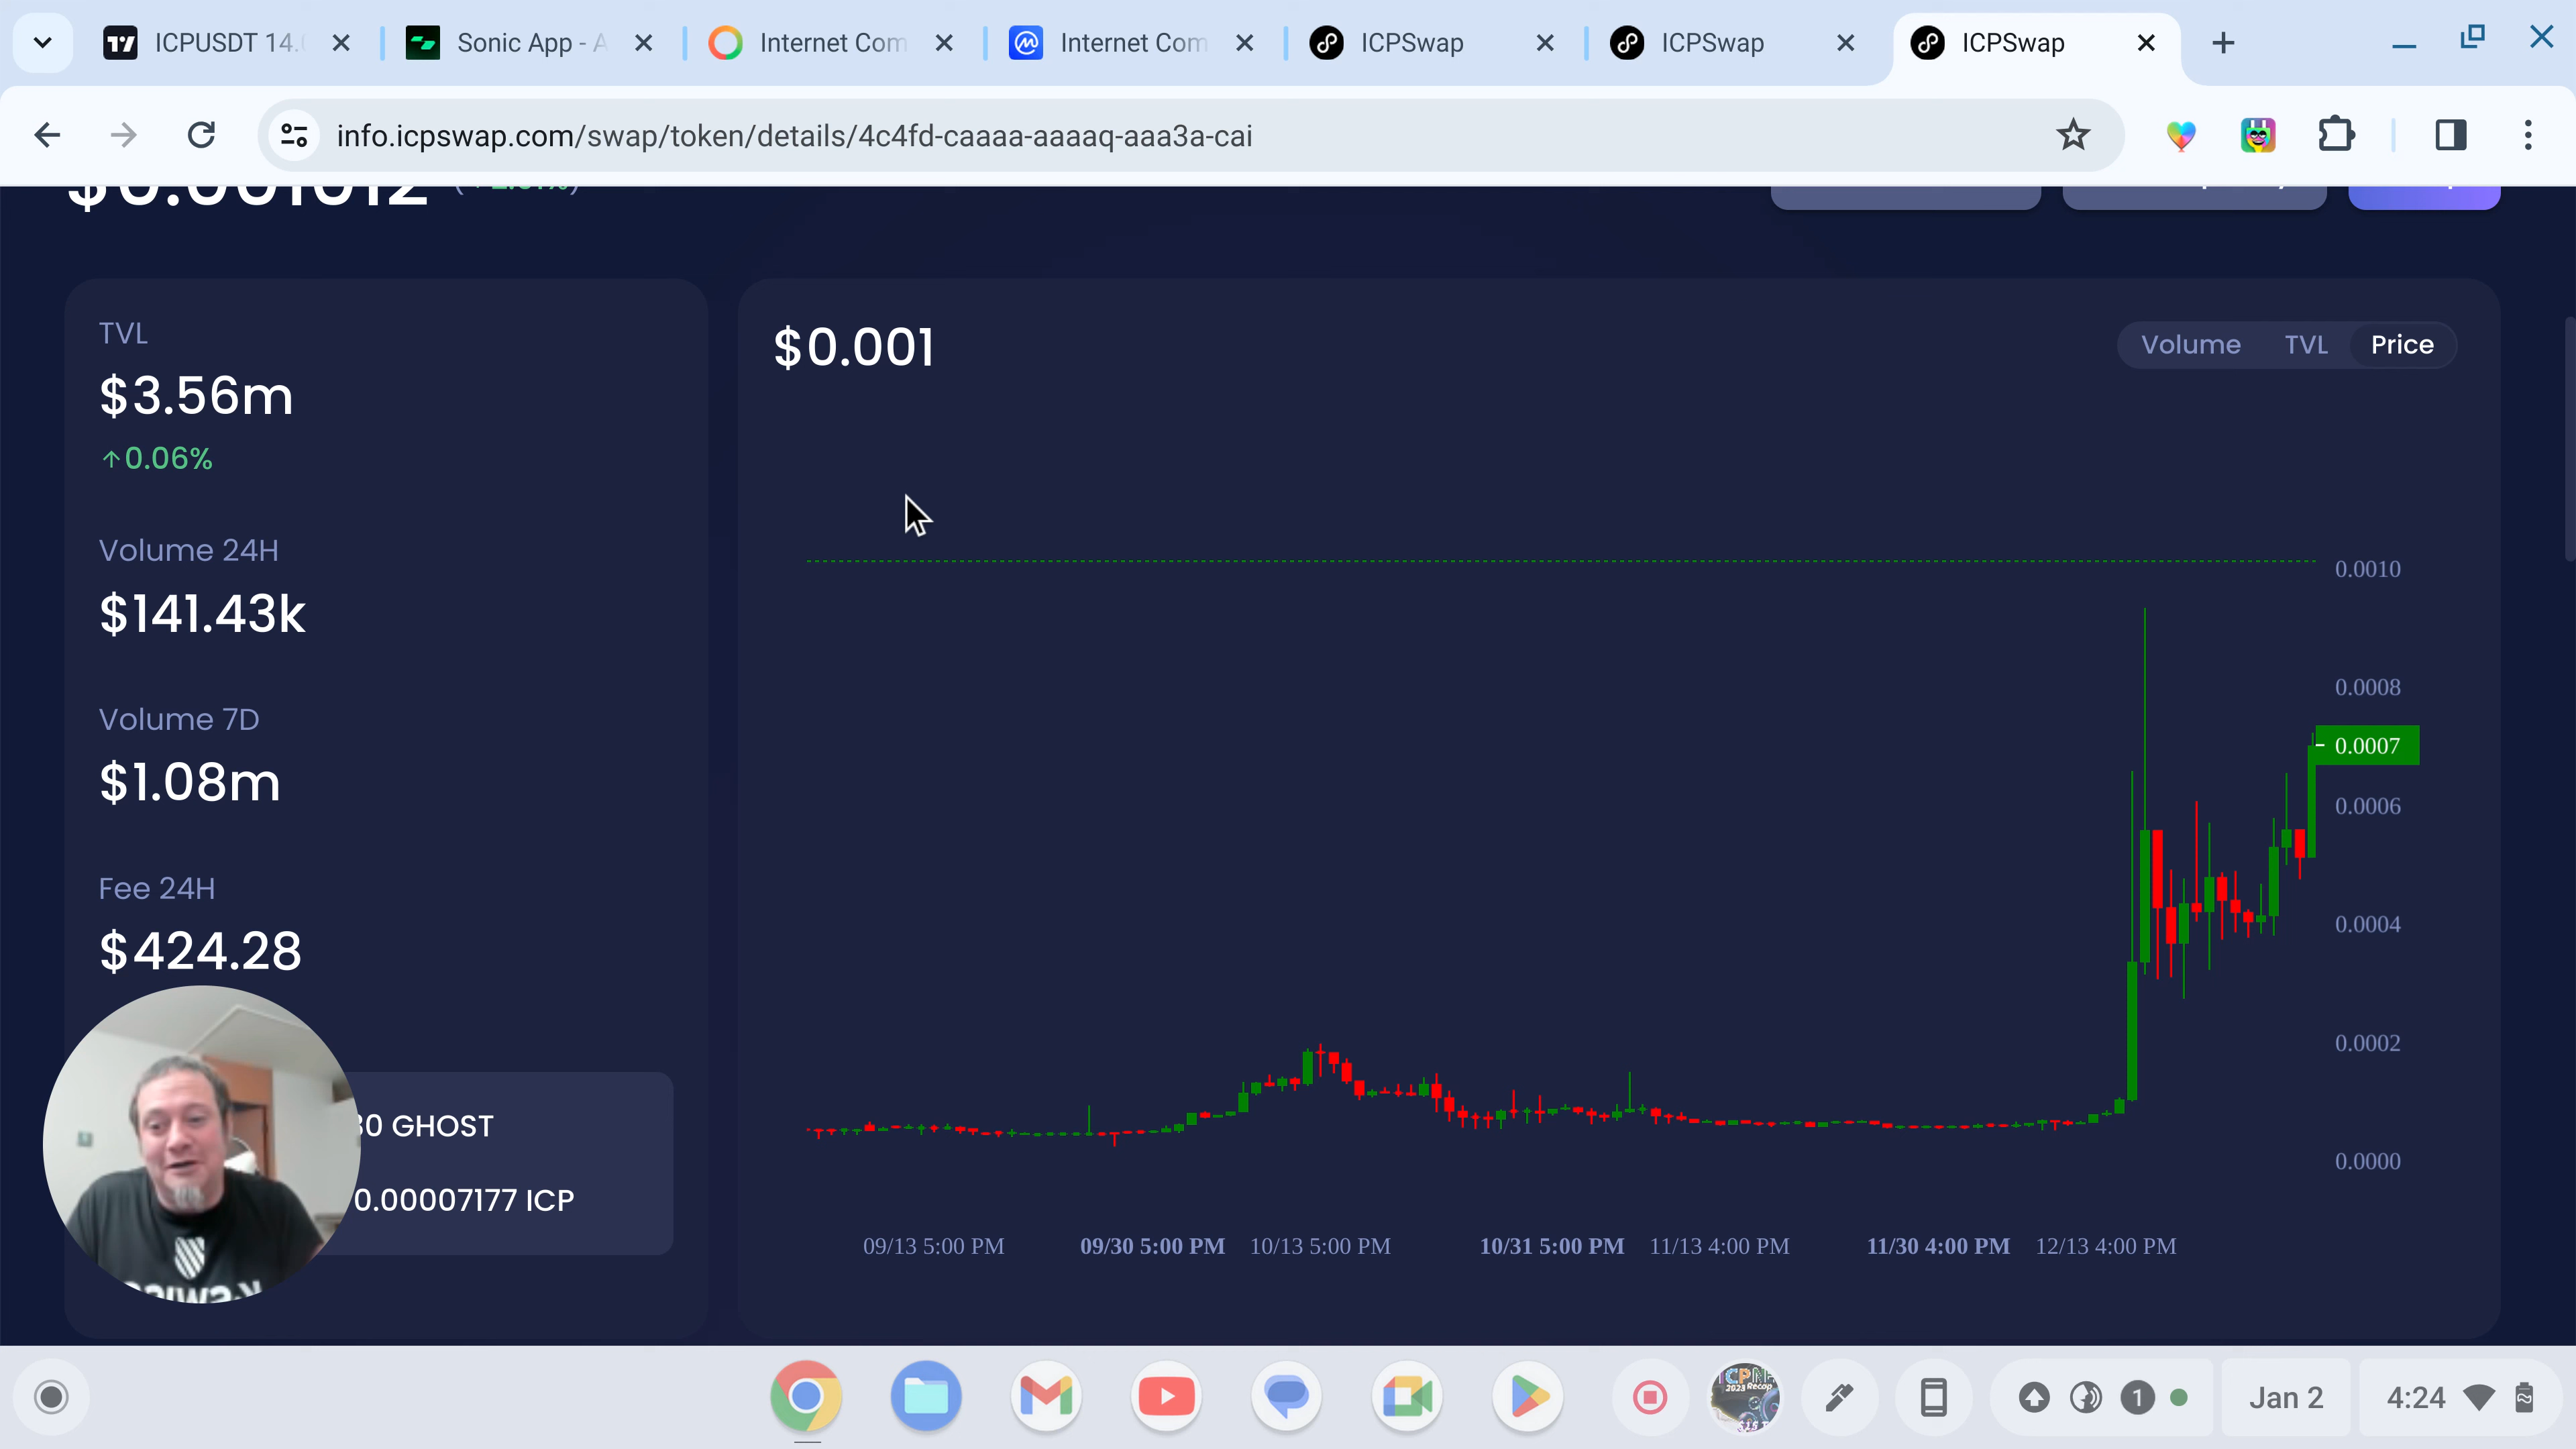 ICPUSDT 14.
Sonic App - A
Internet Com
Internet Com
ICPSwap
ICPSwap
ICPSwap
info.icpswap.com/swap/token/details/4c4fd-caaaa-aaaaq-aaa3a-cai
$0.001012
TVL
$3.56m
↑0.06%
Volume 24H
$141.43k
Volume 7D
$1.08m
Fee 24H
$424.28
GHOST
0.00007177 ICP
$0.001
Volume TVL Price
0.0010
0.0008
0.0007
0.0006
0.0004
0.0002
0.0000
09/13 5:00 PM 09/30 5:00 PM 10/13 5:00 PM 10/31 5:00 PM 11/13 4:00 PM 11/30 4:00 PM 12/13 4:00 PM
2023 Recap
1
Jan 2
4:24